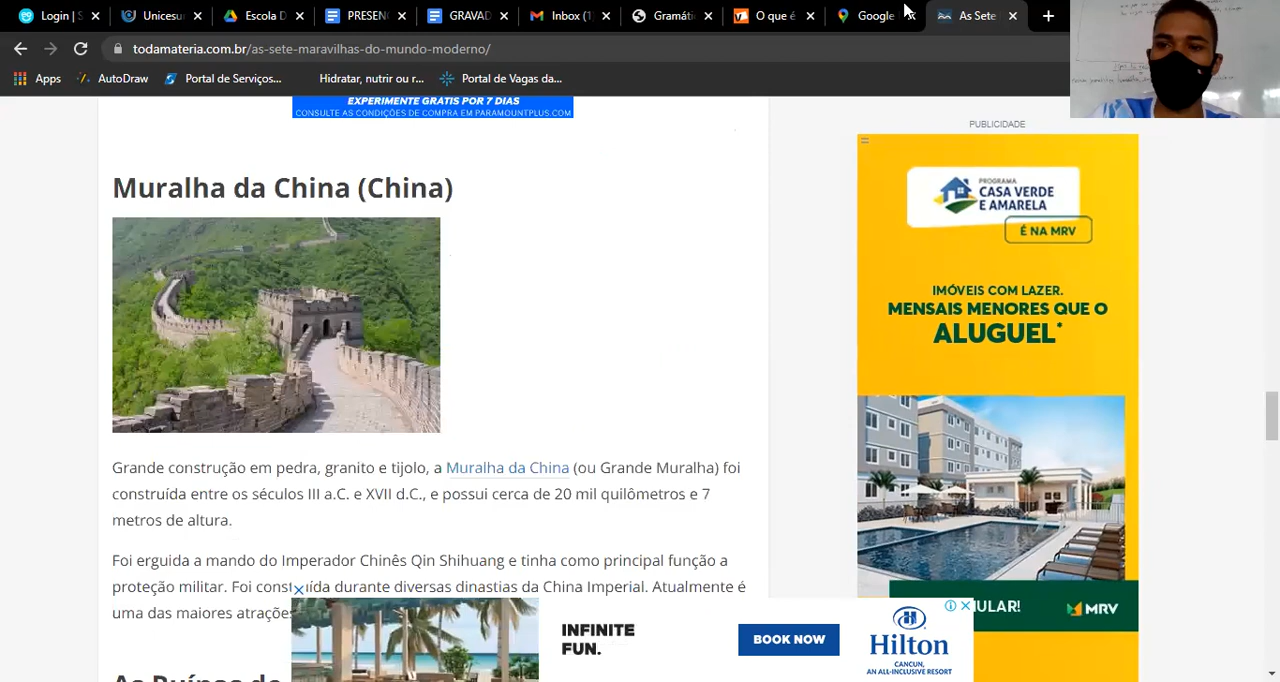 Login | S
Unicesu
Escola D
PRESEN
GRAVAD
Inbox (1)
Gramáti
O que é
Google
As Sete
todamateria.com.br/as-sete-maravilhas-do-mundo-moderno/
Apps
AutoDraw
Portal de Serviços...
Hidratar, nutrir ou r...
Portal de Vagas da...
EXPERIMENTE GRÁTIS POR 7 DIAS
CONSULTE AS CONDIÇÕES DE COMPRA EM PARAMOUNTPLUS.COM
Muralha da China (China)
Grande construção em pedra, granito e tijolo, a Muralha da China (ou Grande Muralha) foi
construída entre os séculos III a.C. e XVII d.C., e possui cerca de 20 mil quilômetros e 7
metros de altura.
Foi erguida a mando do Imperador Chinês Qin Shihuang e tinha como principal função a
proteção militar. Foi construída durante diversas dinastias da China Imperial. Atualmente é
uma das maiores atrações
As Ruínas de
PUBLICIDADE
PROGRAMA
CASA VERDE
E AMARELA
É NA MRV
IMÓVEIS COM LAZER.
MENSAIS MENORES QUE O
ALUGUEL*
ULAR!
MRV
INFINITE
FUN.
BOOK NOW
Hilton
CANCUN,
AN ALL-INCLUSIVE RESORT